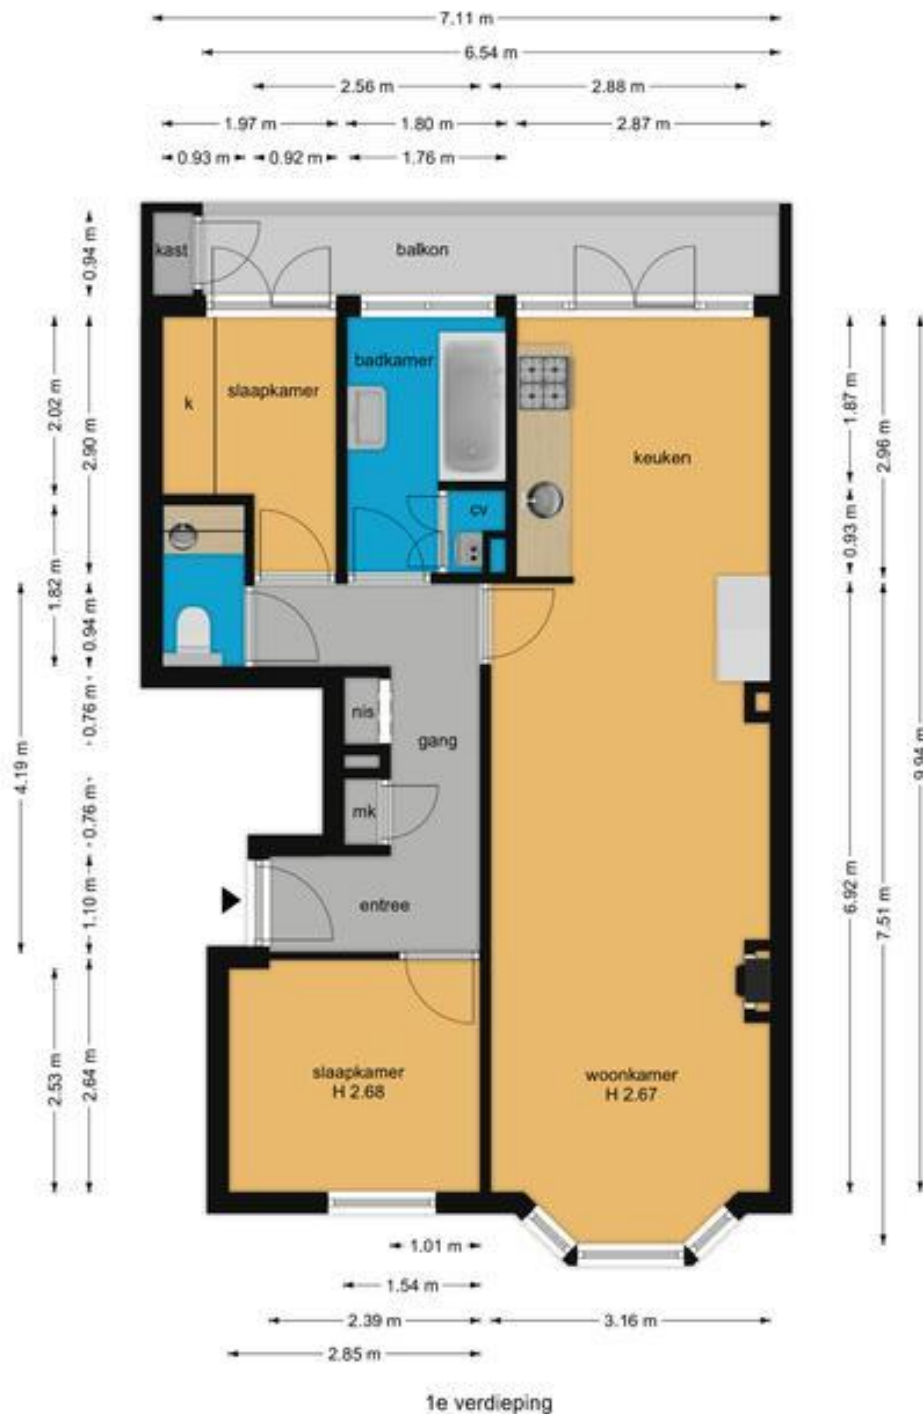 7.11 m
6.54 m
2.56 m 2.88 m
1.97 m 1.80 m 2.87 m
0.93 m 0.92 m 1.76 m
0.94 m
kast
balkon
2.02 m
2.90 m
k
slaapkamer
badkamer
keuken
1.87 m
2.96 m
0.93 m
cv
1.82 m
0.94 m
0.76 m
nis
gang
4.19 m
0.76 m
mk
1.10 m
entree
6.92 m
7.51 m
9.94 m
2.53 m
2.64 m
slaapkamer
H 2.68
woonkamer
H 2.67
1.01 m
1.54 m
2.39 m 3.16 m
2.85 m
1e verdieping